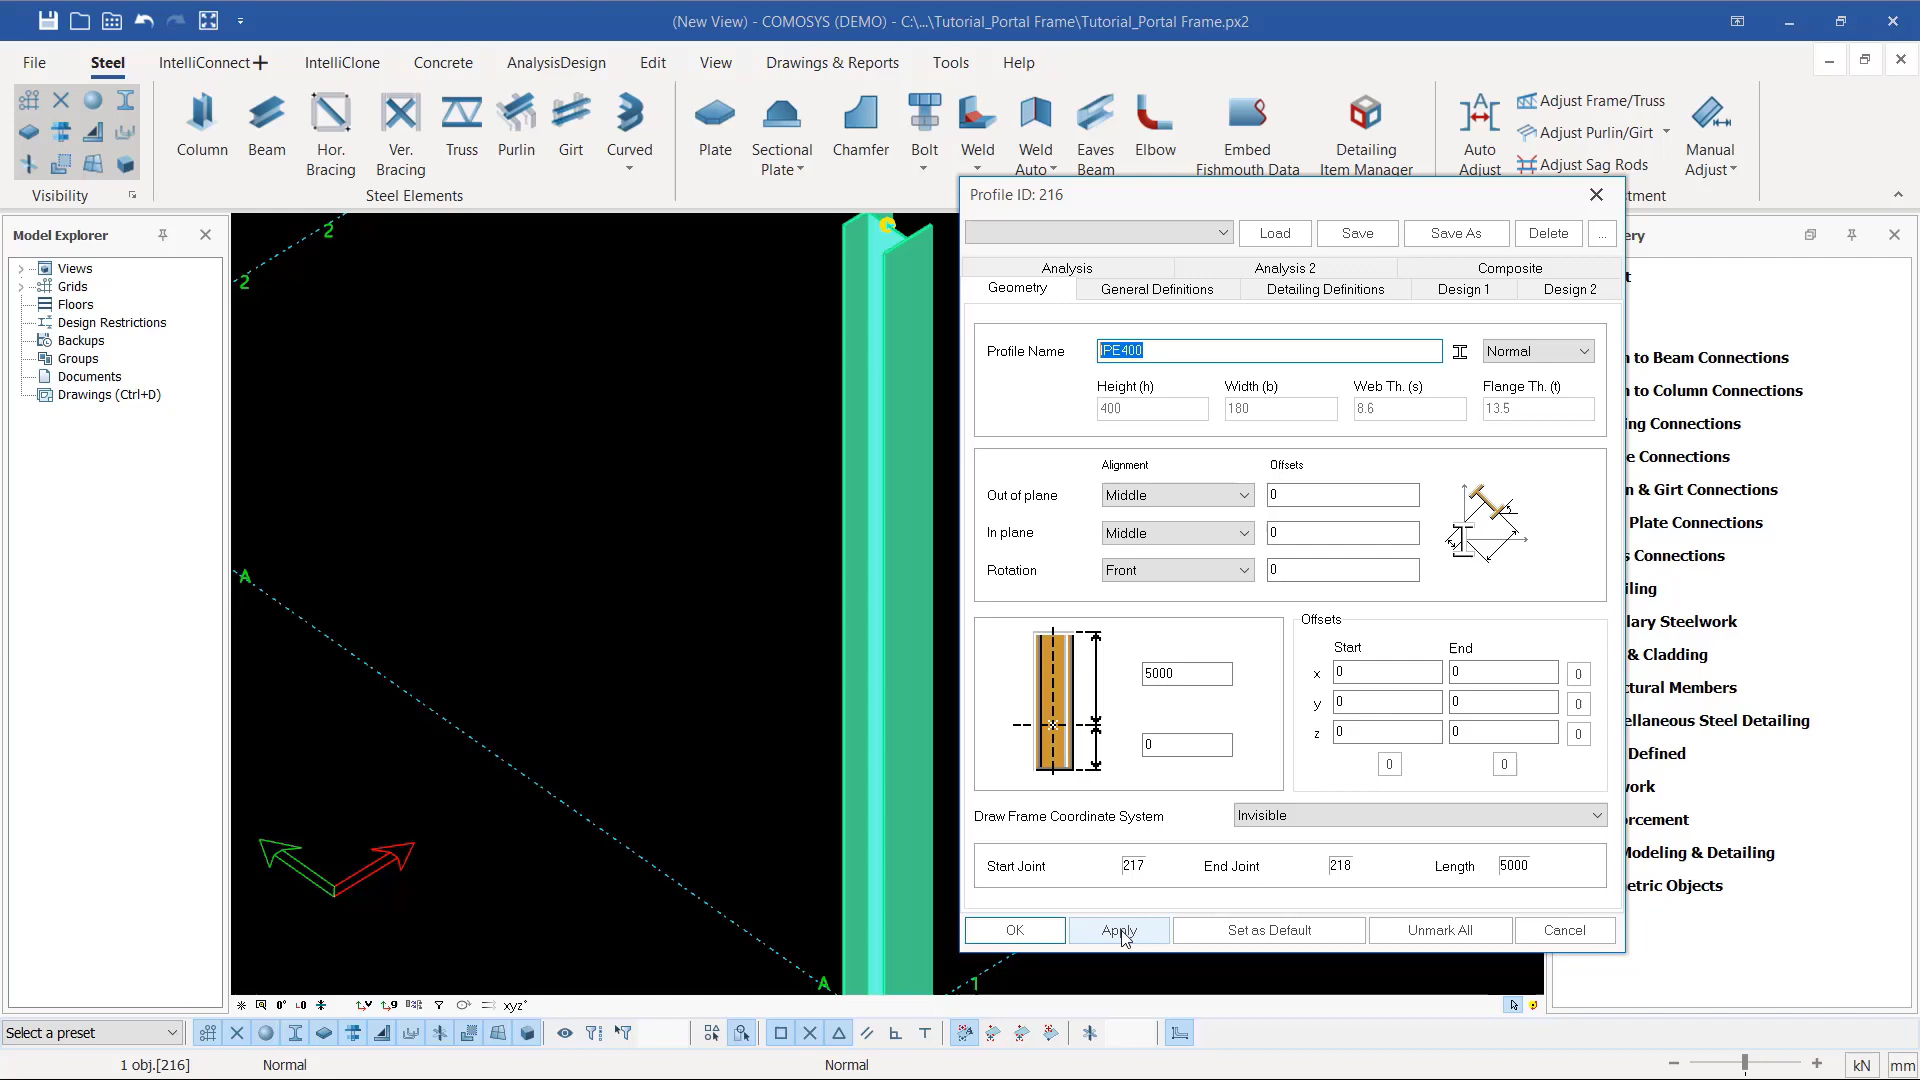 (New View) - COMOSYS (DEMO) - C:\...\Tutorial_Portal Frame\Tutorial_Portal Frame.px2
File
Steel
IntelliConnect
IntelliClone
Concrete
AnalysisDesign
Edit
View
Drawings & Reports
Tools
Help
Column
Beam
Hor. Bracing
Ver. Bracing
Truss
Purlin
Girt
Curved
Plate
Sectional Plate
Chamfer
Bolt
Weld
Weld Auto
Eaves Beam
Elbow
Embed Fishmouth Data
Detailing Item Manager
Auto Adjust
Adjust Frame/Truss
Adjust Purlin/Girt
Adjust Sag Rods
Manual Adjust
Visibility
Steel Elements
tment
Model Explorer
Views
Grids
Floors
Design Restrictions
Backups
Groups
Documents
Drawings (Ctrl+D)
2
2
A
A
1
Profile ID: 216
Load
Save
Save As
Delete
...
Analysis
Analysis 2
Composite
Geometry
General Definitions
Detailing Definitions
Design 1
Design 2
Profile Name
IPE400
Normal
Height (h)
Width (b)
Web Th. (s)
Flange Th. (t)
400
180
8.6
13.5
Alignment
Offsets
Out of plane
Middle
0
In plane
Middle
0
Rotation
Front
0
5000
0
Offsets
Start
End
x
0
0
0
y
0
0
0
z
0
0
0
0
0
Draw Frame Coordinate System
Invisible
Start Joint
217
End Joint
218
Length
5000
OK
Apply
Set as Default
Unmark All
Cancel
ery
t
n to Beam Connections
n to Column Connections
ing Connections
e Connections
n & Girt Connections
Plate Connections
s Connections
iling
lary Steelwork
& Cladding
ctural Members
ellaneous Steel Detailing
Defined
work
orcement
Modeling & Detailing
metric Objects
xyz
Select a preset
1 obj.[216]
Normal
Normal
kN
mm